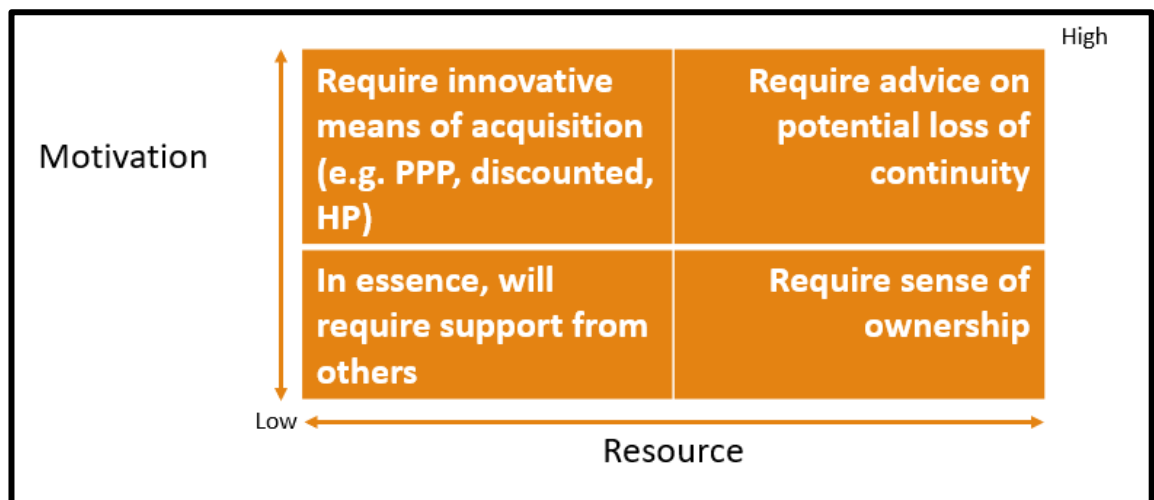 High
Motivation
Require innovative
means of acquisition
(e.g. PPP, discounted,
HP)
Require advice on
potential loss of
continuity
In essence, will
require support from
others
Require sense of
ownership
Low
Resource